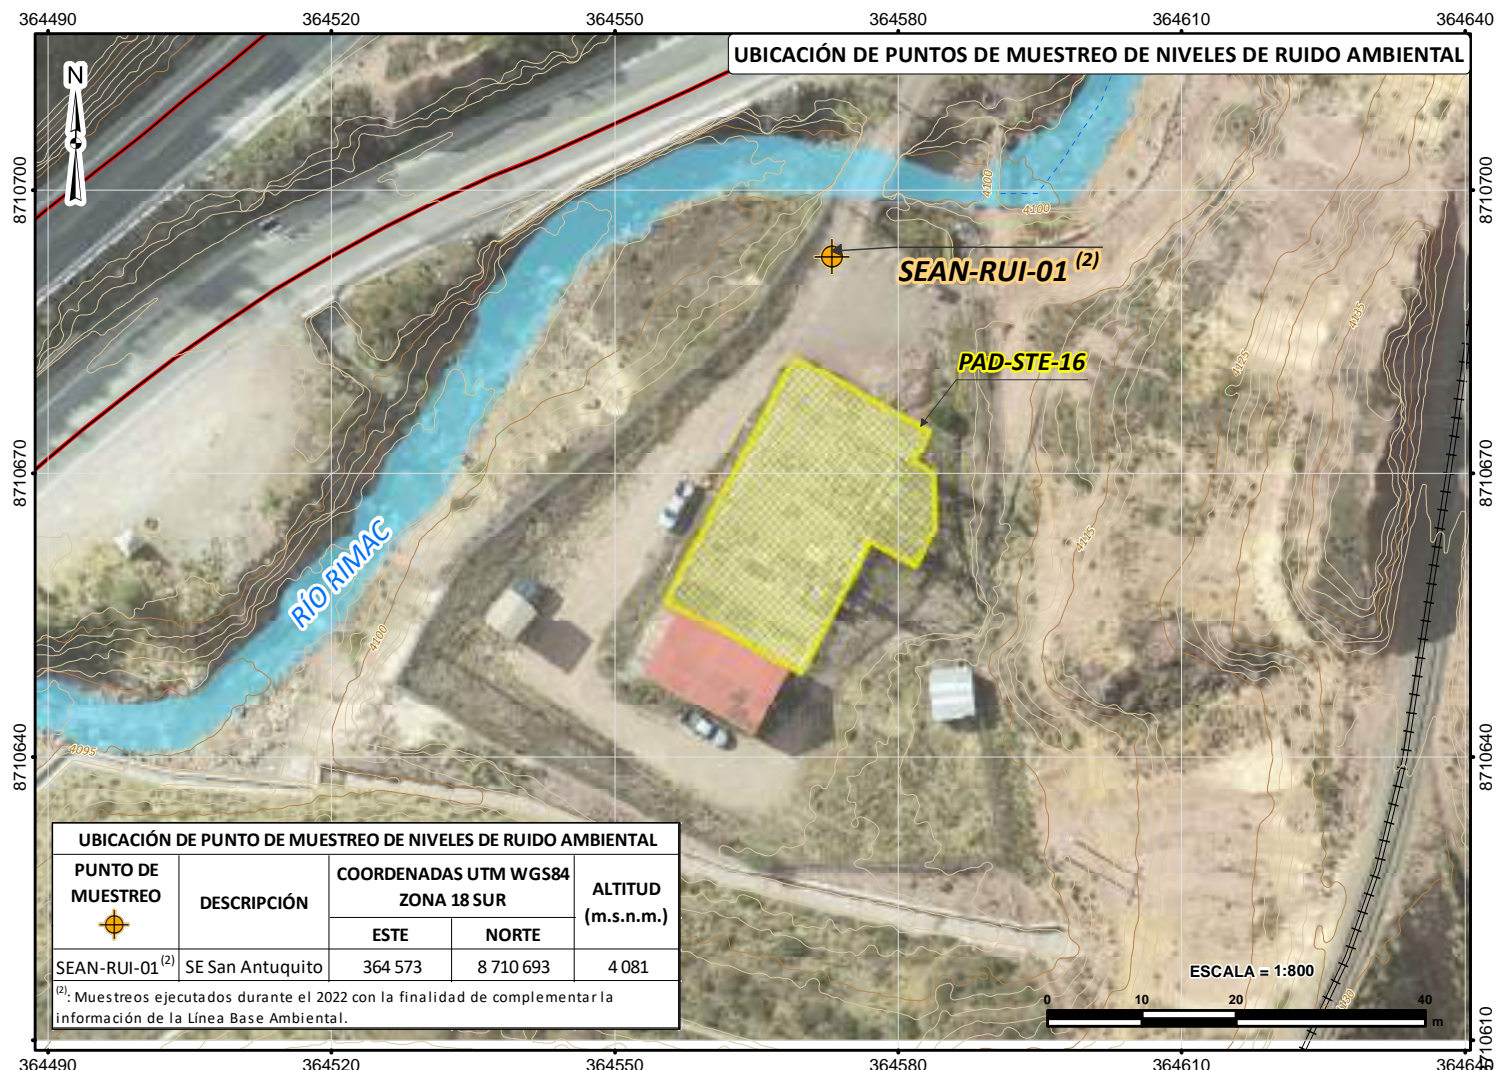 364490 364520 364550 364580 364610 364640
UBICACIÓN DE PUNTOS DE MUESTREO DE NIVELES DE RUIDO AMBIENTAL
N
8710700 8710700
4100
4100
SEAN-RUI-01 (2)
4135
4125
PAD-STE-16
8710670 8710670
4115
RÍO RIMAC
4100
8710640 8710640
4095
UBICACIÓN DE PUNTO DE MUESTREO DE NIVELES DE RUIDO AMBIENTAL
PUNTO DE MUESTREO
DESCRIPCIÓN
COORDENADAS UTM WGS84
ZONA 18 SUR
ALTITUD
(m.s.n.m.)
ESTE NORTE
SEAN-RUI-01(2) SE San Antuquito 364 573 8 710 693 4 081
(2): Muestreos ejecutados durante el 2022 con la finalidad de complementar la
información de la Línea Base Ambiental.
ESCALA = 1:800
0 10 20 40
m
4130
8710610 8710610
364490 364520 364550 364580 364610 364640